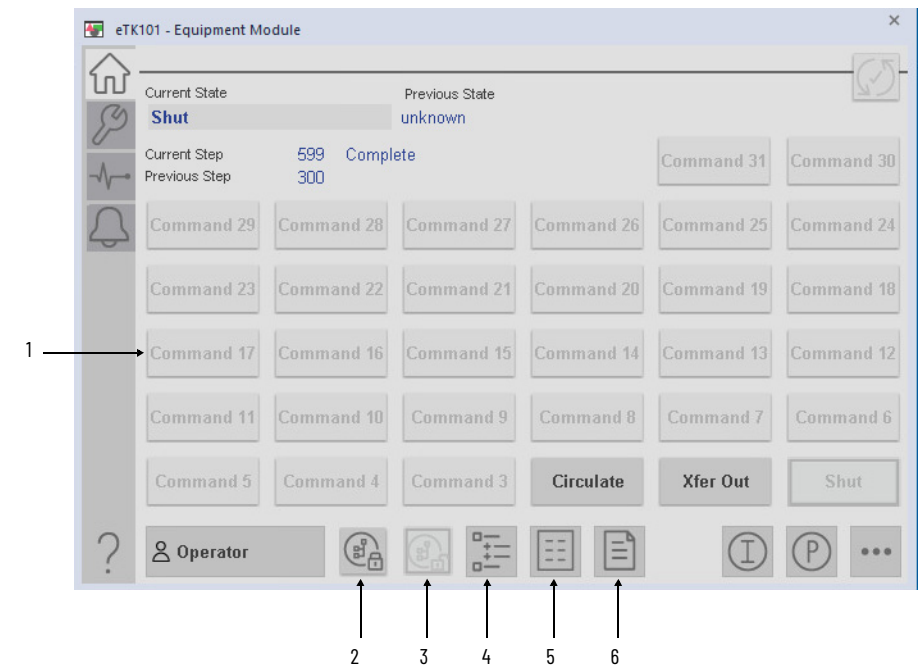 eTK101 - Equipment Module
Current State Previous State
Shut unknown
Current Step 599 Complete
Previous Step 300
Command 31 Command 30
Command 29 Command 28 Command 27 Command 26 Command 25 Command 24
Command 23 Command 22 Command 21 Command 20 Command 19 Command 18
1 Command 17 Command 16 Command 15 Command 14 Command 13 Command 12
Command 11 Command 10 Command 9 Command 8 Command 7 Command 6
Command 5 Command 4 Command 3 Circulate Xfer Out Shut
? Operator I P
2 3 4 5 6